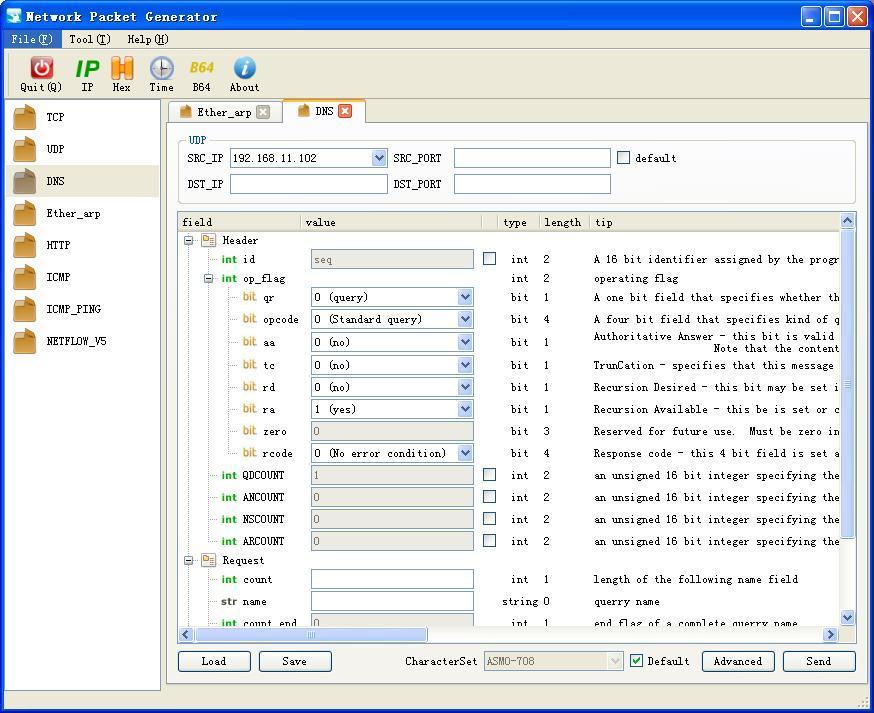 Network Packet Generator
File(F) Tool(T) Help(H)
Quit(Q) IP IP Hex Time B64 B64 About
TCP
UDP
DNS
Ether_arp
HTTP
ICMP
ICMP_PING
NETFLOW_V5
Ether_arp DNS
UDP
SRC_IP 192.168.11.102 SRC_PORT default
DST_IP DST_PORT
field value type length tip
Header
int id seq int 2 A 16 bit identifier assigned by the progr
int op_flag int 2 operating flag
bit qr 0 (query) bit 1 A one bit field that specifies whether th
bit opcode 0 (Standard query) bit 4 A four bit field that specifies kind of q
bit aa 0 (no) bit 1 Authoritative Answer - this bit is valid
Note that the content
bit tc 0 (no) bit 1 TrunCation - specifies that this message
bit rd 0 (no) bit 1 Recursion Desired - this bit may be set i
bit ra 1 (yes) bit 1 Recursion Available - this be is set or c
bit zero 0 bit 3 Reserved for future use. Must be zero in
bit rcode 0 (No error condition) bit 4 Response code - this 4 bit field is set a
int QDCOUNT 1 int 2 an unsigned 16 bit integer specifying the
int ANCOUNT 0 int 2 an unsigned 16 bit integer specifying the
int NSCOUNT 0 int 2 an unsigned 16 bit integer specifying the
int ARCOUNT 0 int 2 an unsigned 16 bit integer specifying the
Request
int count int 1 length of the following name field
str name string 0 querry name
int count end 0 int 1 end flag of a complete querry name
Load Save CharacterSet ASMO-708 Default Advanced Send